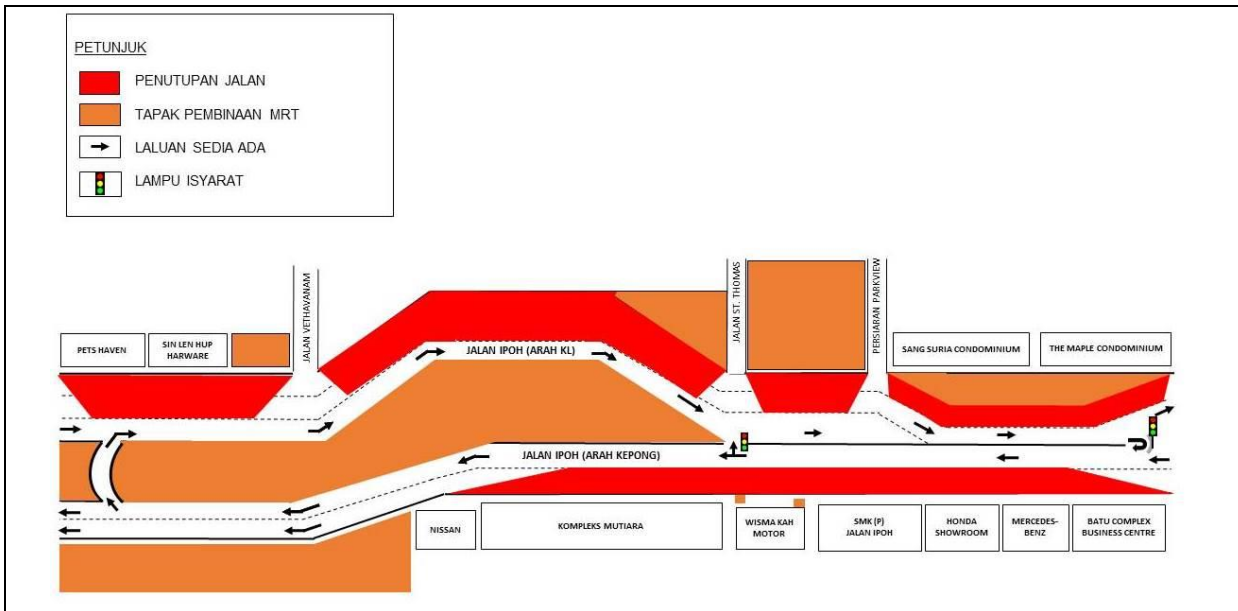 PETUNJUK
PENUTUPAN JALAN
TAPAK PEMBINAAN MRT
LALUAN SEDIA ADA
LAMPU ISYARAT
JALAN VETHAVANAM
JALAN ST. THOMAS
PERSIARAN PARKVIEW
PETS HAVEN
SIN LEN HUP
HARWARE
SANG SURIA CONDOMINIUM
THE MAPLE CONDOMINIUM
JALAN IPOH (ARAH KL)
JALAN IPOH (ARAH KEPONG)
NISSAN
KOMPLEKS MUTIARA
WISMA KAH
MOTOR
SMK (P)
JALAN IPOH
HONDA
SHOWROOM
MERCEDES-
BENZ
BATU COMPLEX
BUSINESS CENTRE